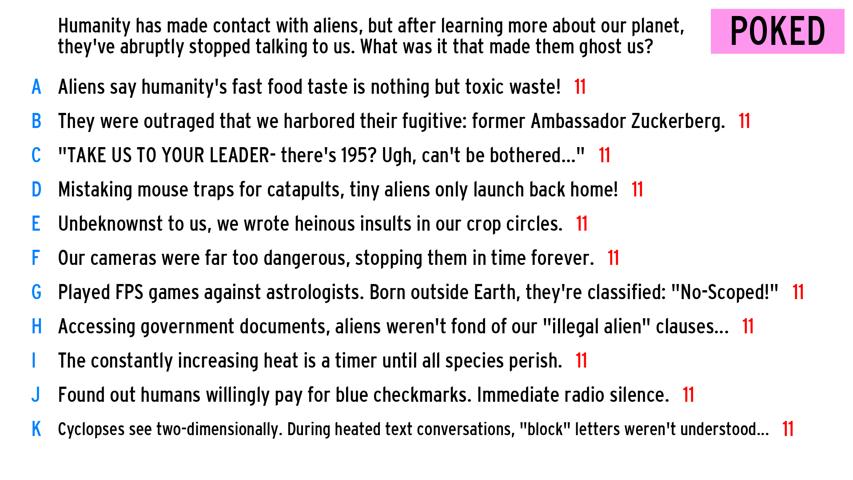 Humanity has made contact with aliens, but after learning more about our planet,
they've abruptly stopped talking to us. What was it that made them ghost us?
POKED
A Aliens say humanity's fast food taste is nothing but toxic waste! 11
B They were outraged that we harbored their fugitive: former Ambassador Zuckerberg. 11
C "TAKE US TO YOUR LEADER- there's 195? Ugh, can't be bothered..." 11
D Mistaking mouse traps for catapults, tiny aliens only launch back home! 11
E Unbeknownst to us, we wrote heinous insults in our crop circles. 11
F Our cameras were far too dangerous, stopping them in time forever. 11
G Played FPS games against astrologists. Born outside Earth, they're classified: "No-Scoped!" 11
H Accessing government documents, aliens weren't fond of our "illegal alien" clauses... 11
I The constantly increasing heat is a timer until all species perish. 11
J Found out humans willingly pay for blue checkmarks. Immediate radio silence. 11
K Cyclopses see two-dimensionally. During heated text conversations, "block" letters weren't understood... 11